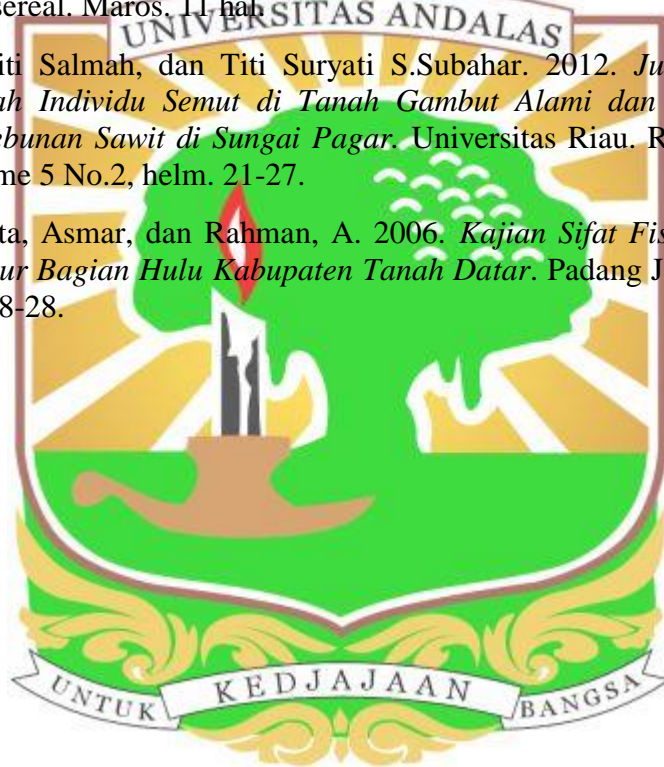 sereal. Maros. 11 hal.
UNIVERSITAS ANDALAS
iti Salmah, dan Titi Suryati S.Subahar. 2012. Ju
ah Individu Semut di Tanah Gambut Alami dan
ebunan Sawit di Sungai Pagar. Universitas Riau. R
me 5 No.2, helm. 21-27.
ta, Asmar, dan Rahman, A. 2006. Kajian Sifat Fis
ur Bagian Hulu Kabupaten Tanah Datar. Padang J
8-28.
UNTUK KEDJAJAAN BANGSA